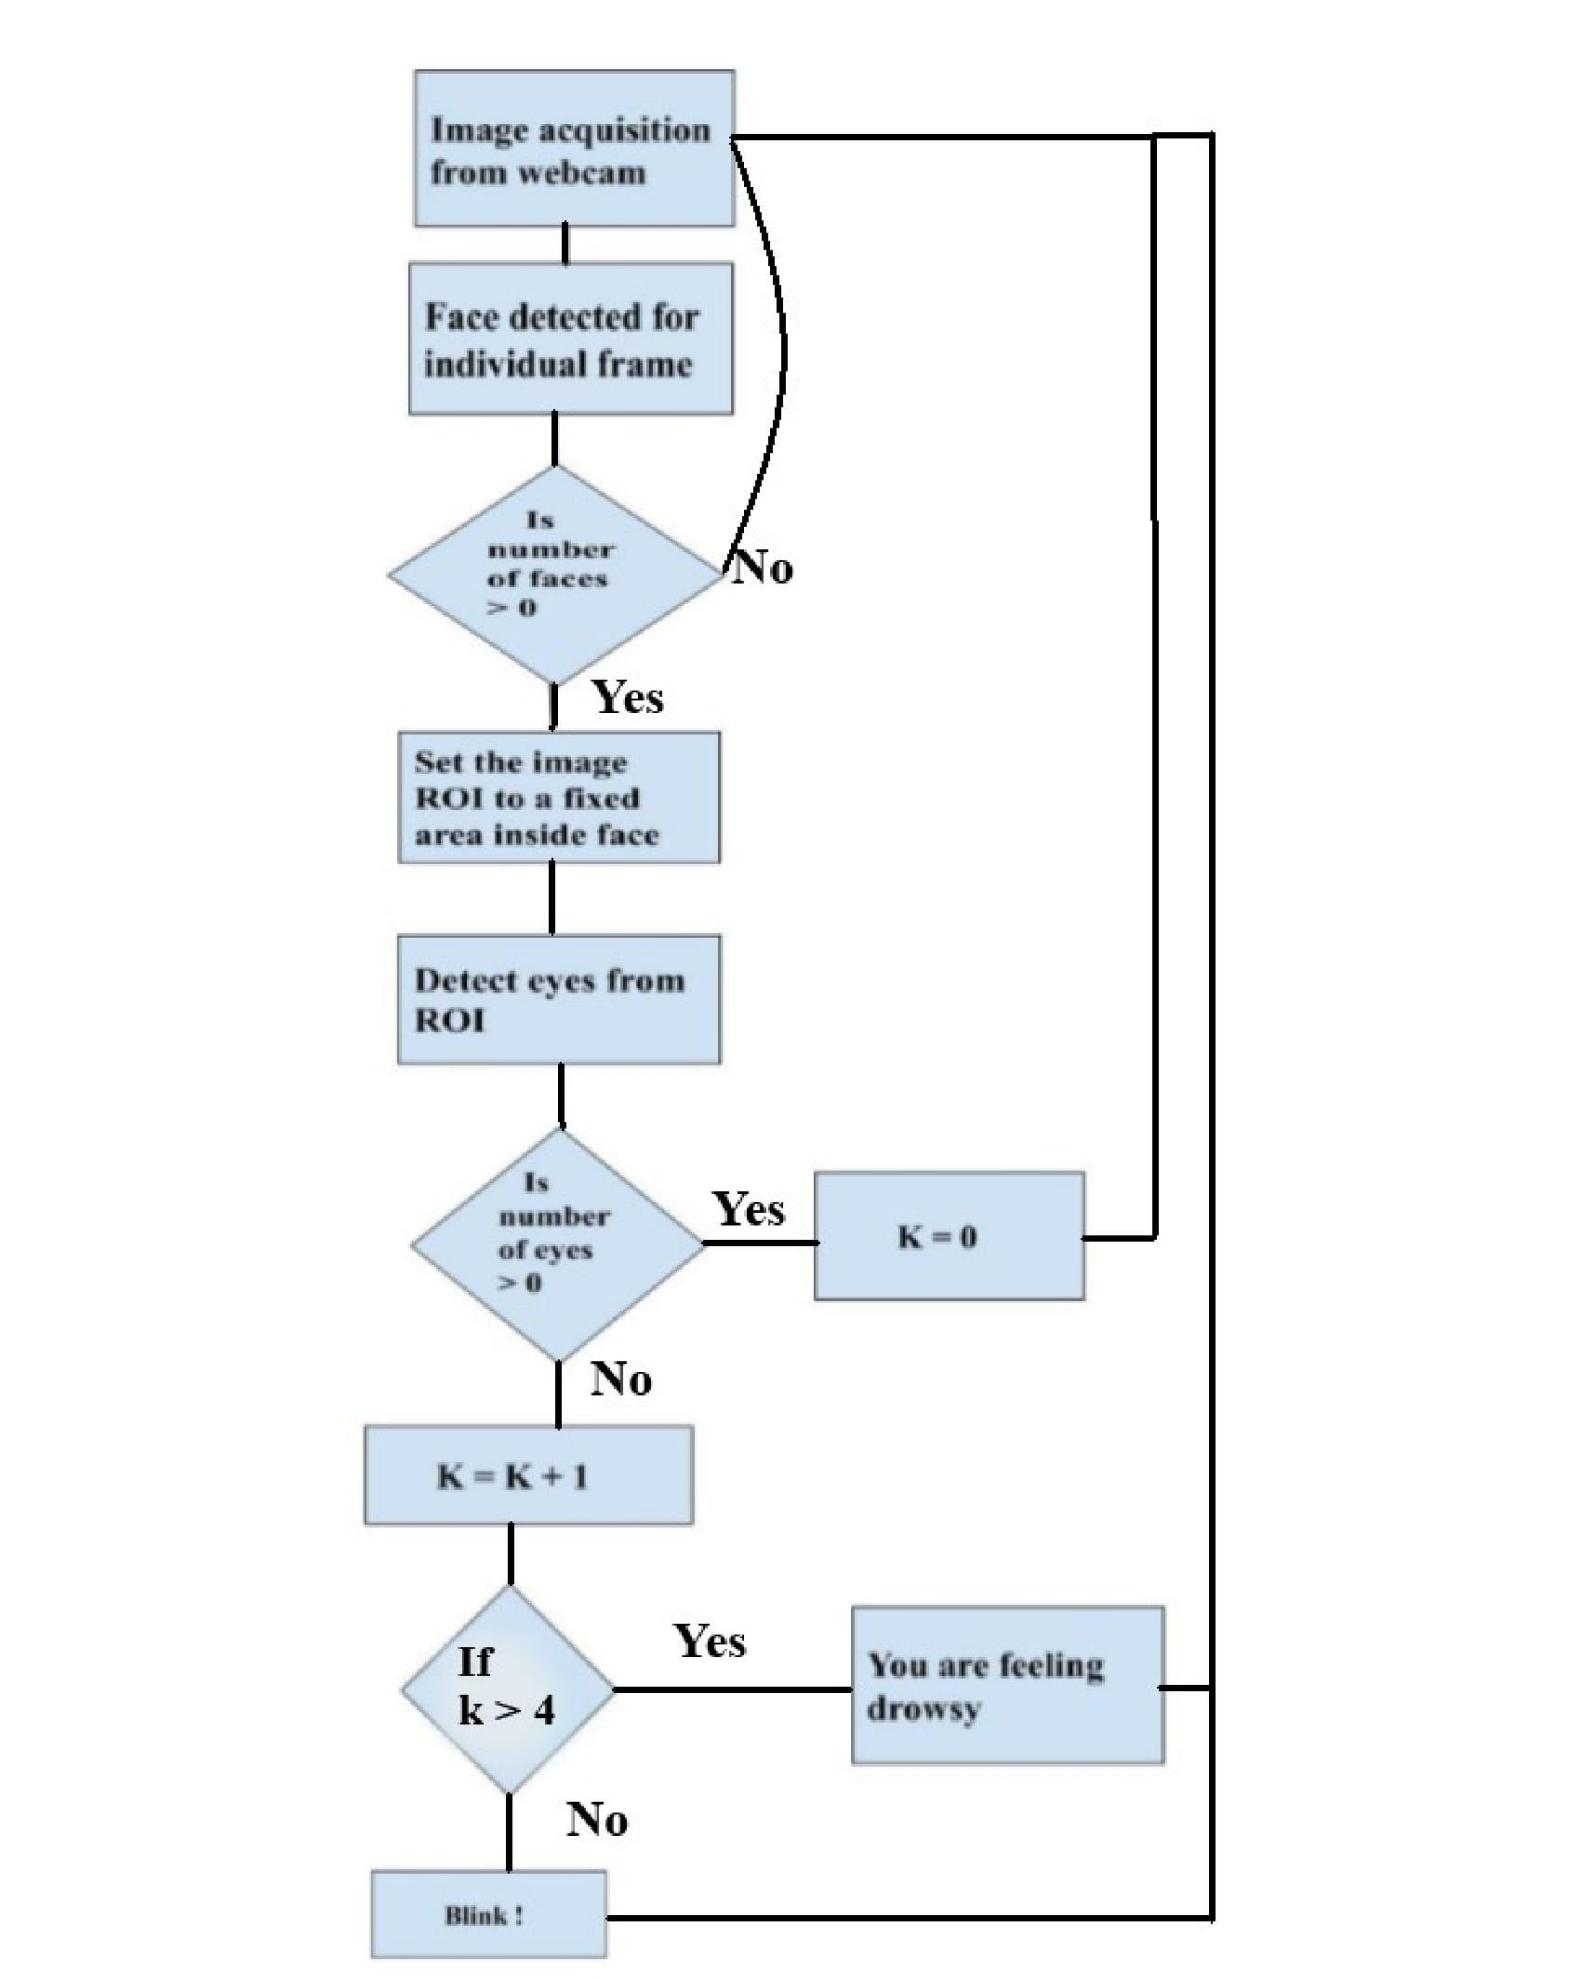 Image acquisition
from webcam
Face detected for
individual frame
Is
number
of faces
> 0
No
Yes
Set the image
ROI to a fixed
area inside face
Detect eyes from
ROI
Is
number
of eyes
> 0
Yes
K = 0
No
K = K + 1
If
k > 4
Yes
You are feeling
drowsy
No
Blink !